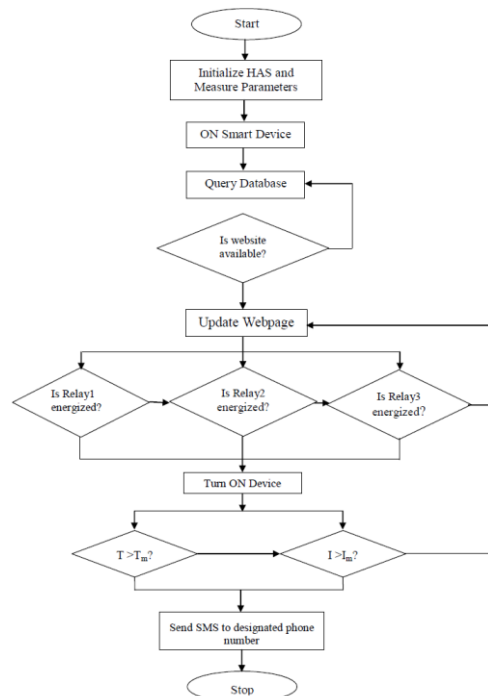 Start
Initialize HAS and
Measure Parameters
ON Smart Device
Query Database
Is website
available?
Update Webpage
Is Relay1
energized?
Is Relay2
energized?
Is Relay3
energized?
Turn ON Device
T >Tm?
I >Im?
Send SMS to designated phone
number
Stop